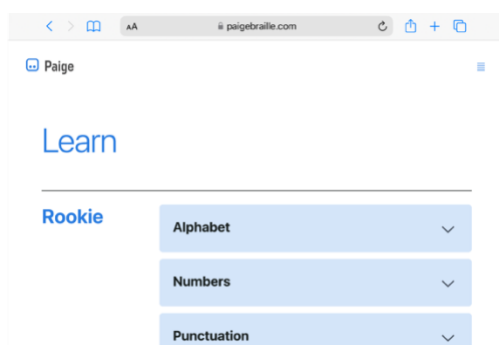 AA
paigebraille.com
Paige
Learn
Rookie
Alphabet
Numbers
Punctuation